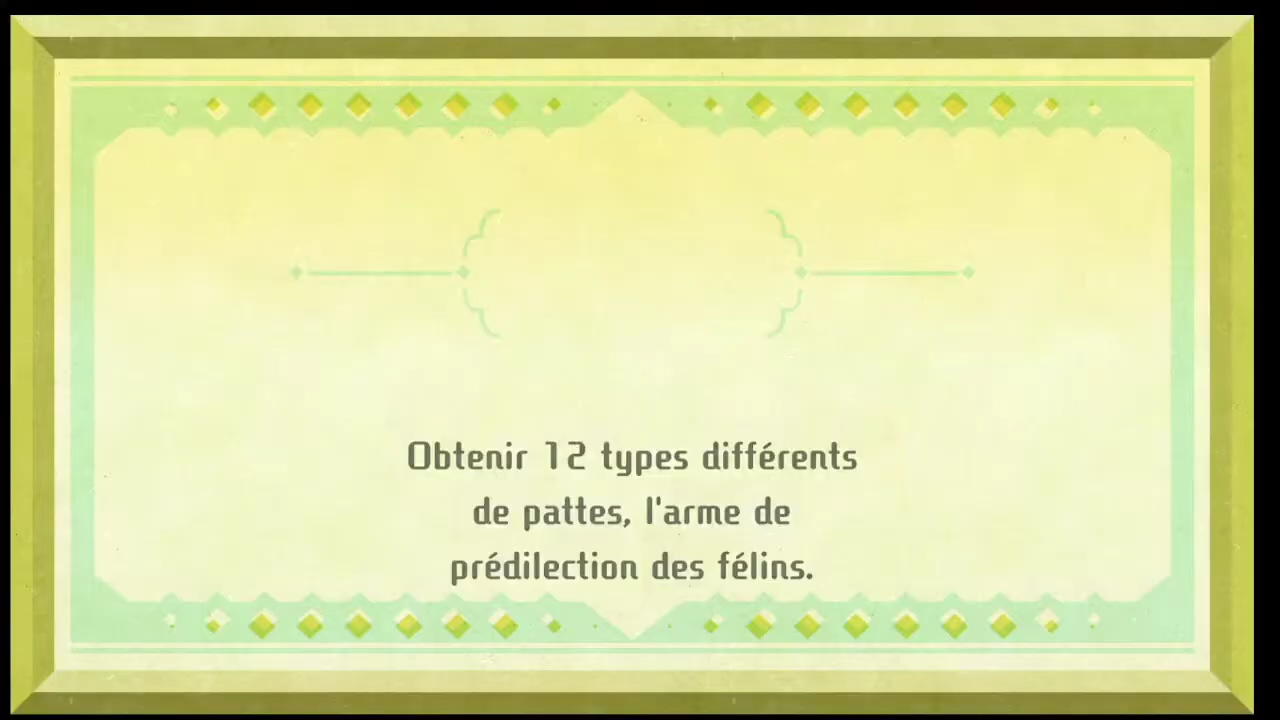 Obtenir 12 types différents
de pattes, l'arme de
prédilection des félins.